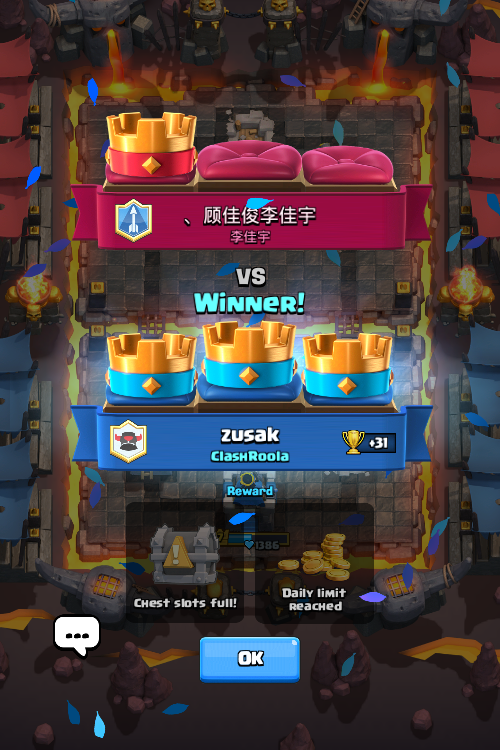 、顾佳俊李佳宇
李佳宇
VS
Winner!
zusak
ClashRoola
+31
Reward
1386
Chest slots full!
Daily limit
reached
OK